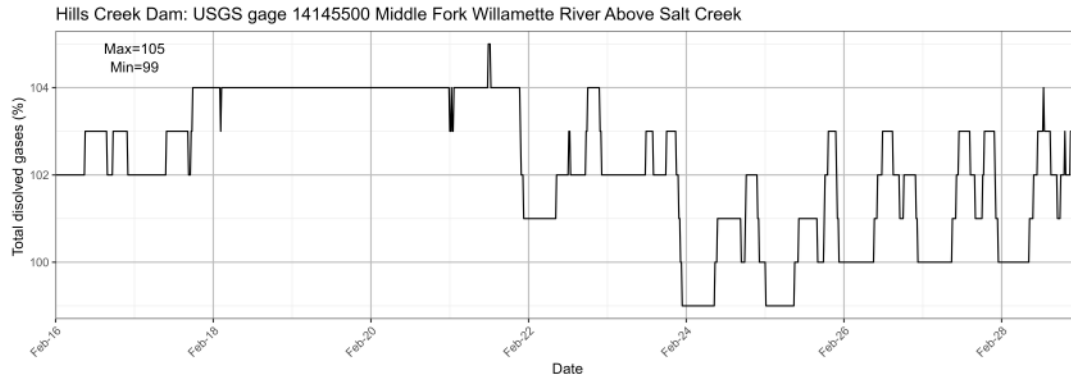 Hills Creek Dam: USGS gage 14145500 Middle Fork Willamette River Above Salt Creek
Max=105
Min=99
Total disolved gases (%)
104
102
100
Feb-16
Feb-18
Feb-20
Feb-22
Feb-24
Feb-26
Feb-28
Date